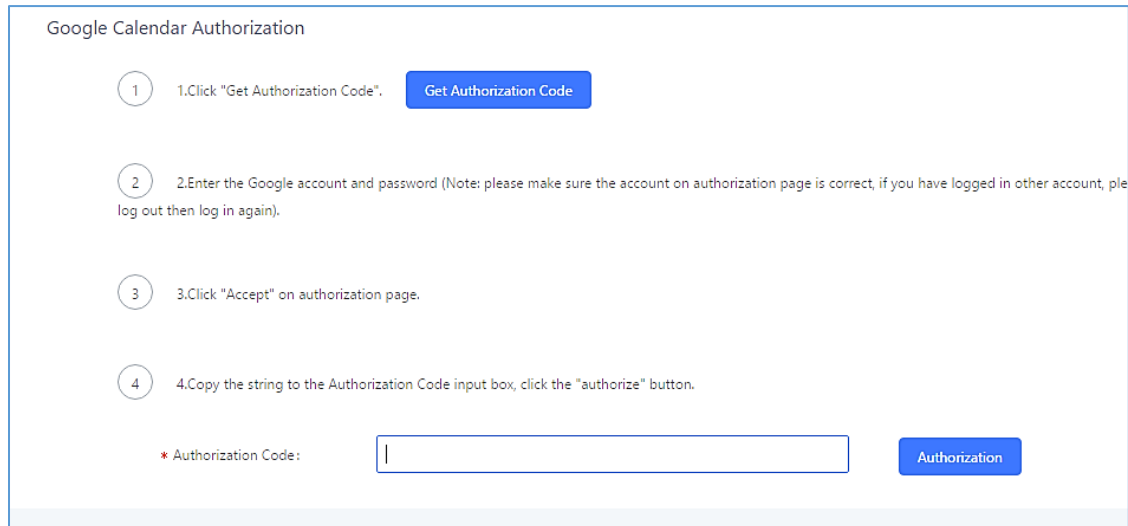 Google Calendar Authorization
1 1.Click "Get Authorization Code". Get Authorization Code
2 2.Enter the Google account and password (Note: please make sure the account on authorization page is correct, if you have logged in other account, ple
log out then log in again).
3 3.Click "Accept" on authorization page.
4 4.Copy the string to the Authorization Code input box, click the "authorize" button.
* Authorization Code: Authorization